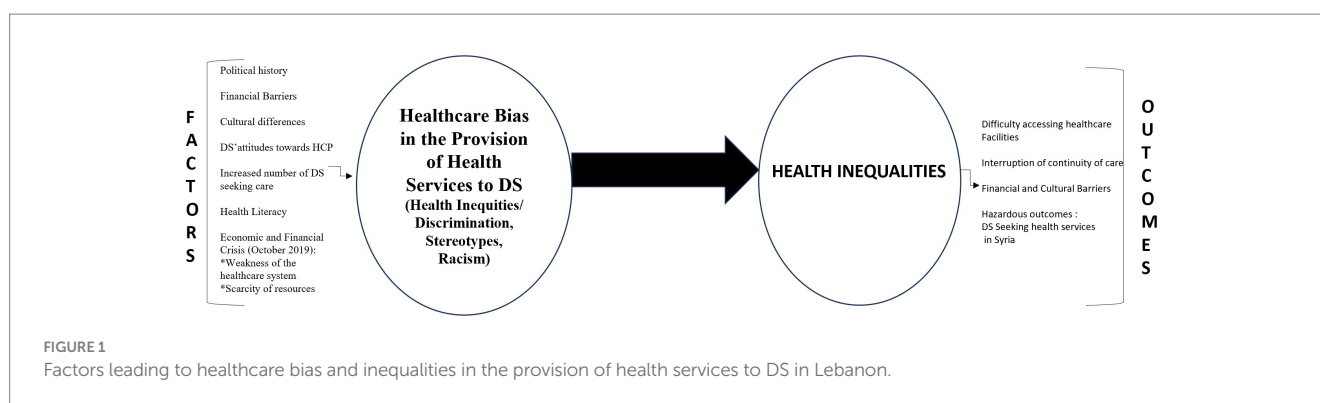 FACTORS
Political history
Financial Barriers
Cultural differences
DS'attitudes towards HCP
Increased number of DS
seeking care
Health Literacy
Economic and Financial
Crisis (October 2019):
*Weakness of the
healthcare system
*Scarcity of resources
Healthcare Bias
in the Provision
of Health
Services to DS
(Health Inequities/
Discrimination,
Stereotypes,
Racism)
HEALTH INEQUALITIES
Difficulty accessing healthcare
Facilities
Interruption of continuity of care
Financial and Cultural Barriers
Hazardous outcomes :
DS Seeking health services
in Syria
OUTCOMES
FIGURE 1
Factors leading to healthcare bias and inequalities in the provision of health services to DS in Lebanon.